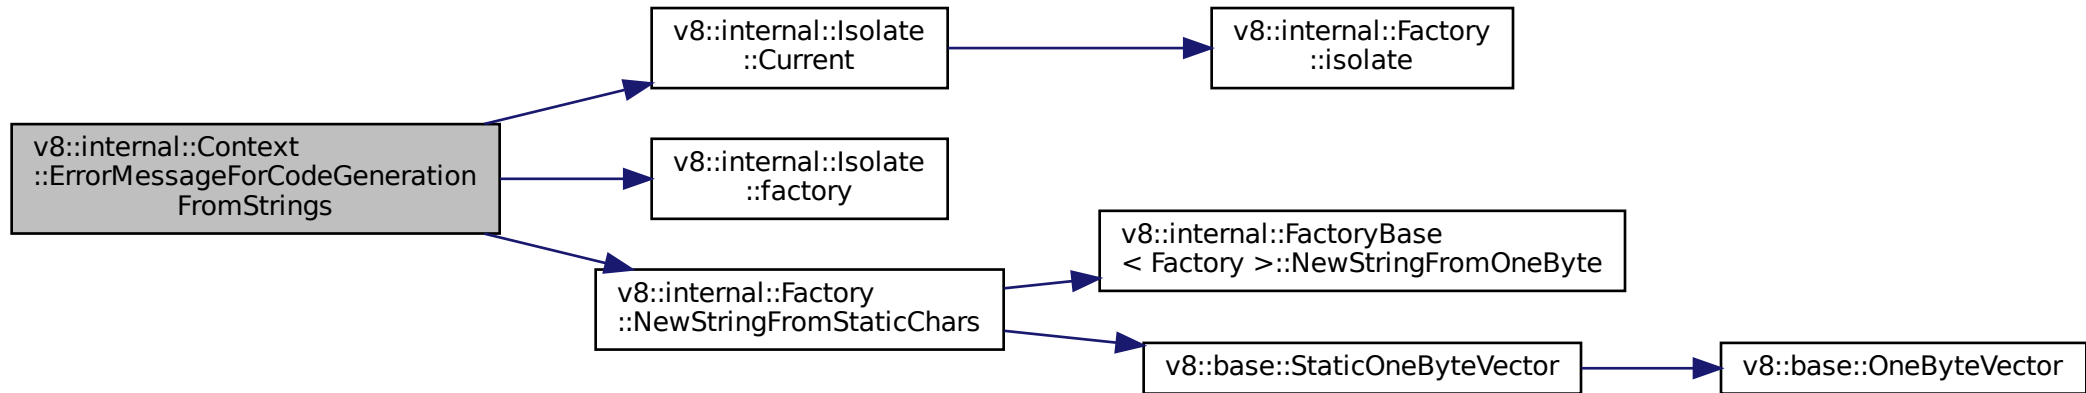 v8::internal::Context
::ErrorMessageForCodeGeneration
FromStrings
v8::internal::Isolate
::Current
v8::internal::Factory
::isolate
v8::internal::Isolate
::factory
v8::internal::Factory
::NewStringFromStaticChars
v8::internal::FactoryBase
< Factory >::NewStringFromOneByte
v8::base::StaticOneByteVector
v8::base::OneByteVector